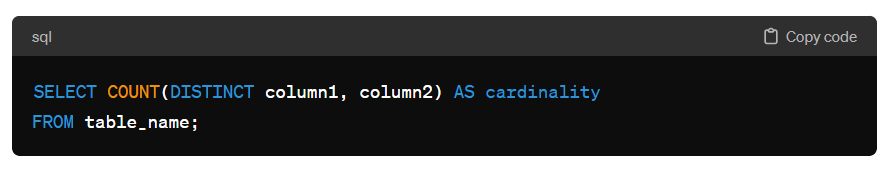 sql
Copy code
SELECT COUNT(DISTINCT column1, column2) AS cardinality
FROM table_name;